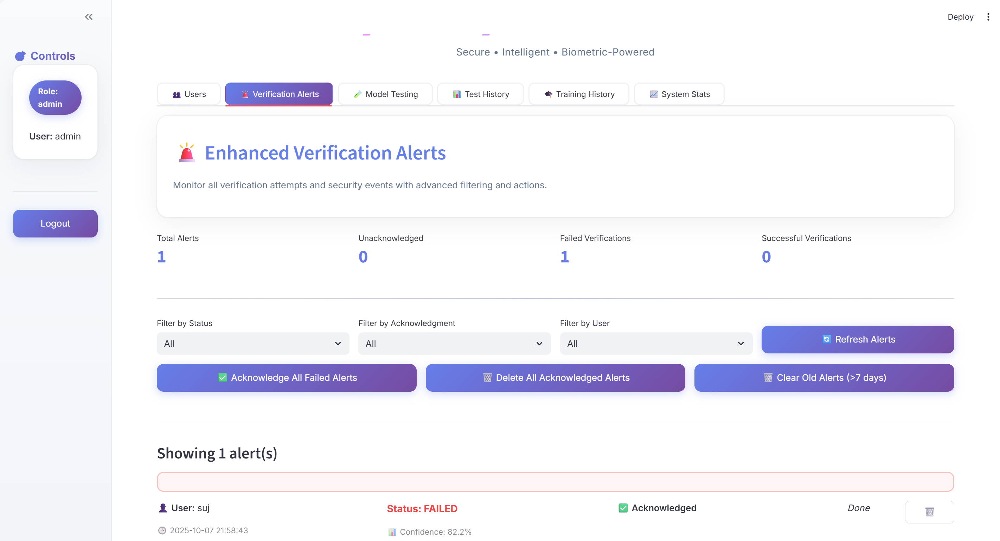 Deploy
Controls
Role:
admin
User: admin
Logout
Secure • Intelligent • Biometric-Powered
Users
Verification Alerts
Model Testing
Test History
Training History
System Stats
Enhanced Verification Alerts
Monitor all verification attempts and security events with advanced filtering and actions.
Total Alerts
1
Unacknowledged
0
Failed Verifications
1
Successful Verifications
0
Filter by Status
All
Filter by Acknowledgment
All
Filter by User
All
Refresh Alerts
Acknowledge All Failed Alerts
Delete All Acknowledged Alerts
Clear Old Alerts (>7 days)
Showing 1 alert(s)
User: suj
2025-10-07 21:58:43
Status: FAILED
Confidence: 82.2%
Acknowledged
Done